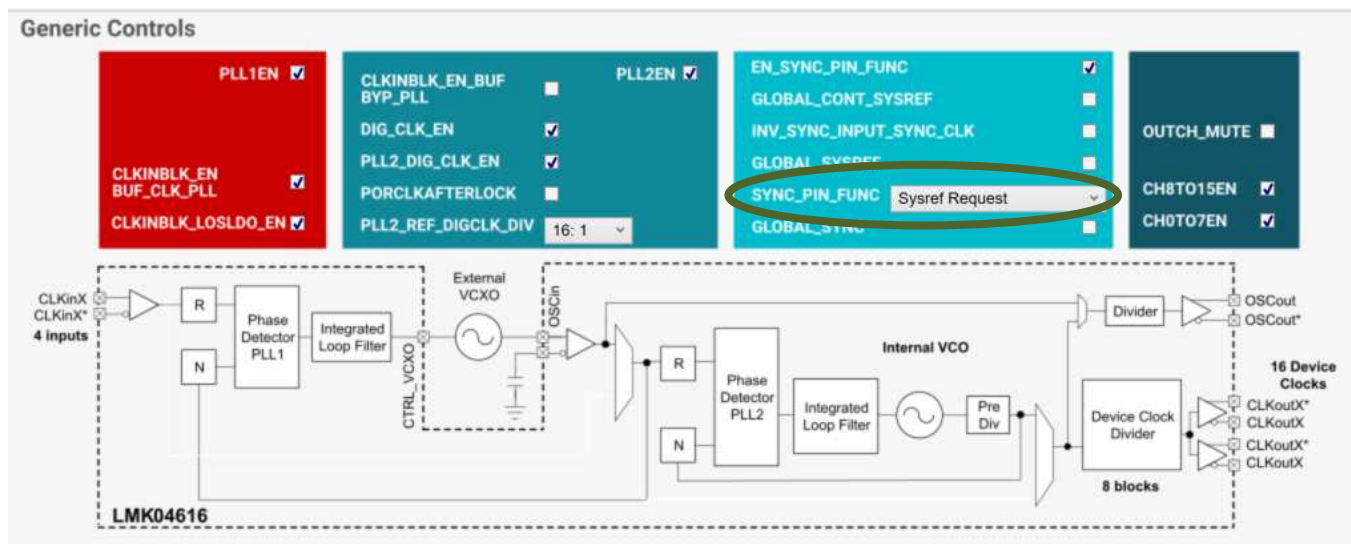 Generic Controls
PLL1EN
CLKINBLK_EN
BUF_CLK_PLL
CLKINBLK_LOSLDO_EN
CLKINBLK_EN_BUF
BYP_PLL
PLL2EN
DIG_CLK_EN
PLL2_DIG_CLK_EN
PORCLKAFTERLOCK
PLL2_REF_DIGCLK_DIV
16: 1
EN_SYNC_PIN_FUNC
GLOBAL_CONT_SYSREF
INV_SYNC_INPUT_SYNC_CLK
GLOBAL_SYSREF
SYNC_PIN_FUNC
Sysref Request
GLOBAL_SYNC
OUTCH_MUTE
CH8TO15EN
CH0TO7EN
CLKinX
CLKinX*
4 inputs
R
N
Phase
Detector
PLL1
Integrated
Loop Filter
CTRL_VCXO
External
VCXO
OSCin
R
N
Phase
Detector
PLL2
Integrated
Loop Filter
Internal VCO
Pre
Div
Divider
OSCout
OSCout*
Device Clock
Divider
8 blocks
16 Device
Clocks
CLKoutX*
CLKoutX
CLKoutX*
CLKoutX
LMK04616